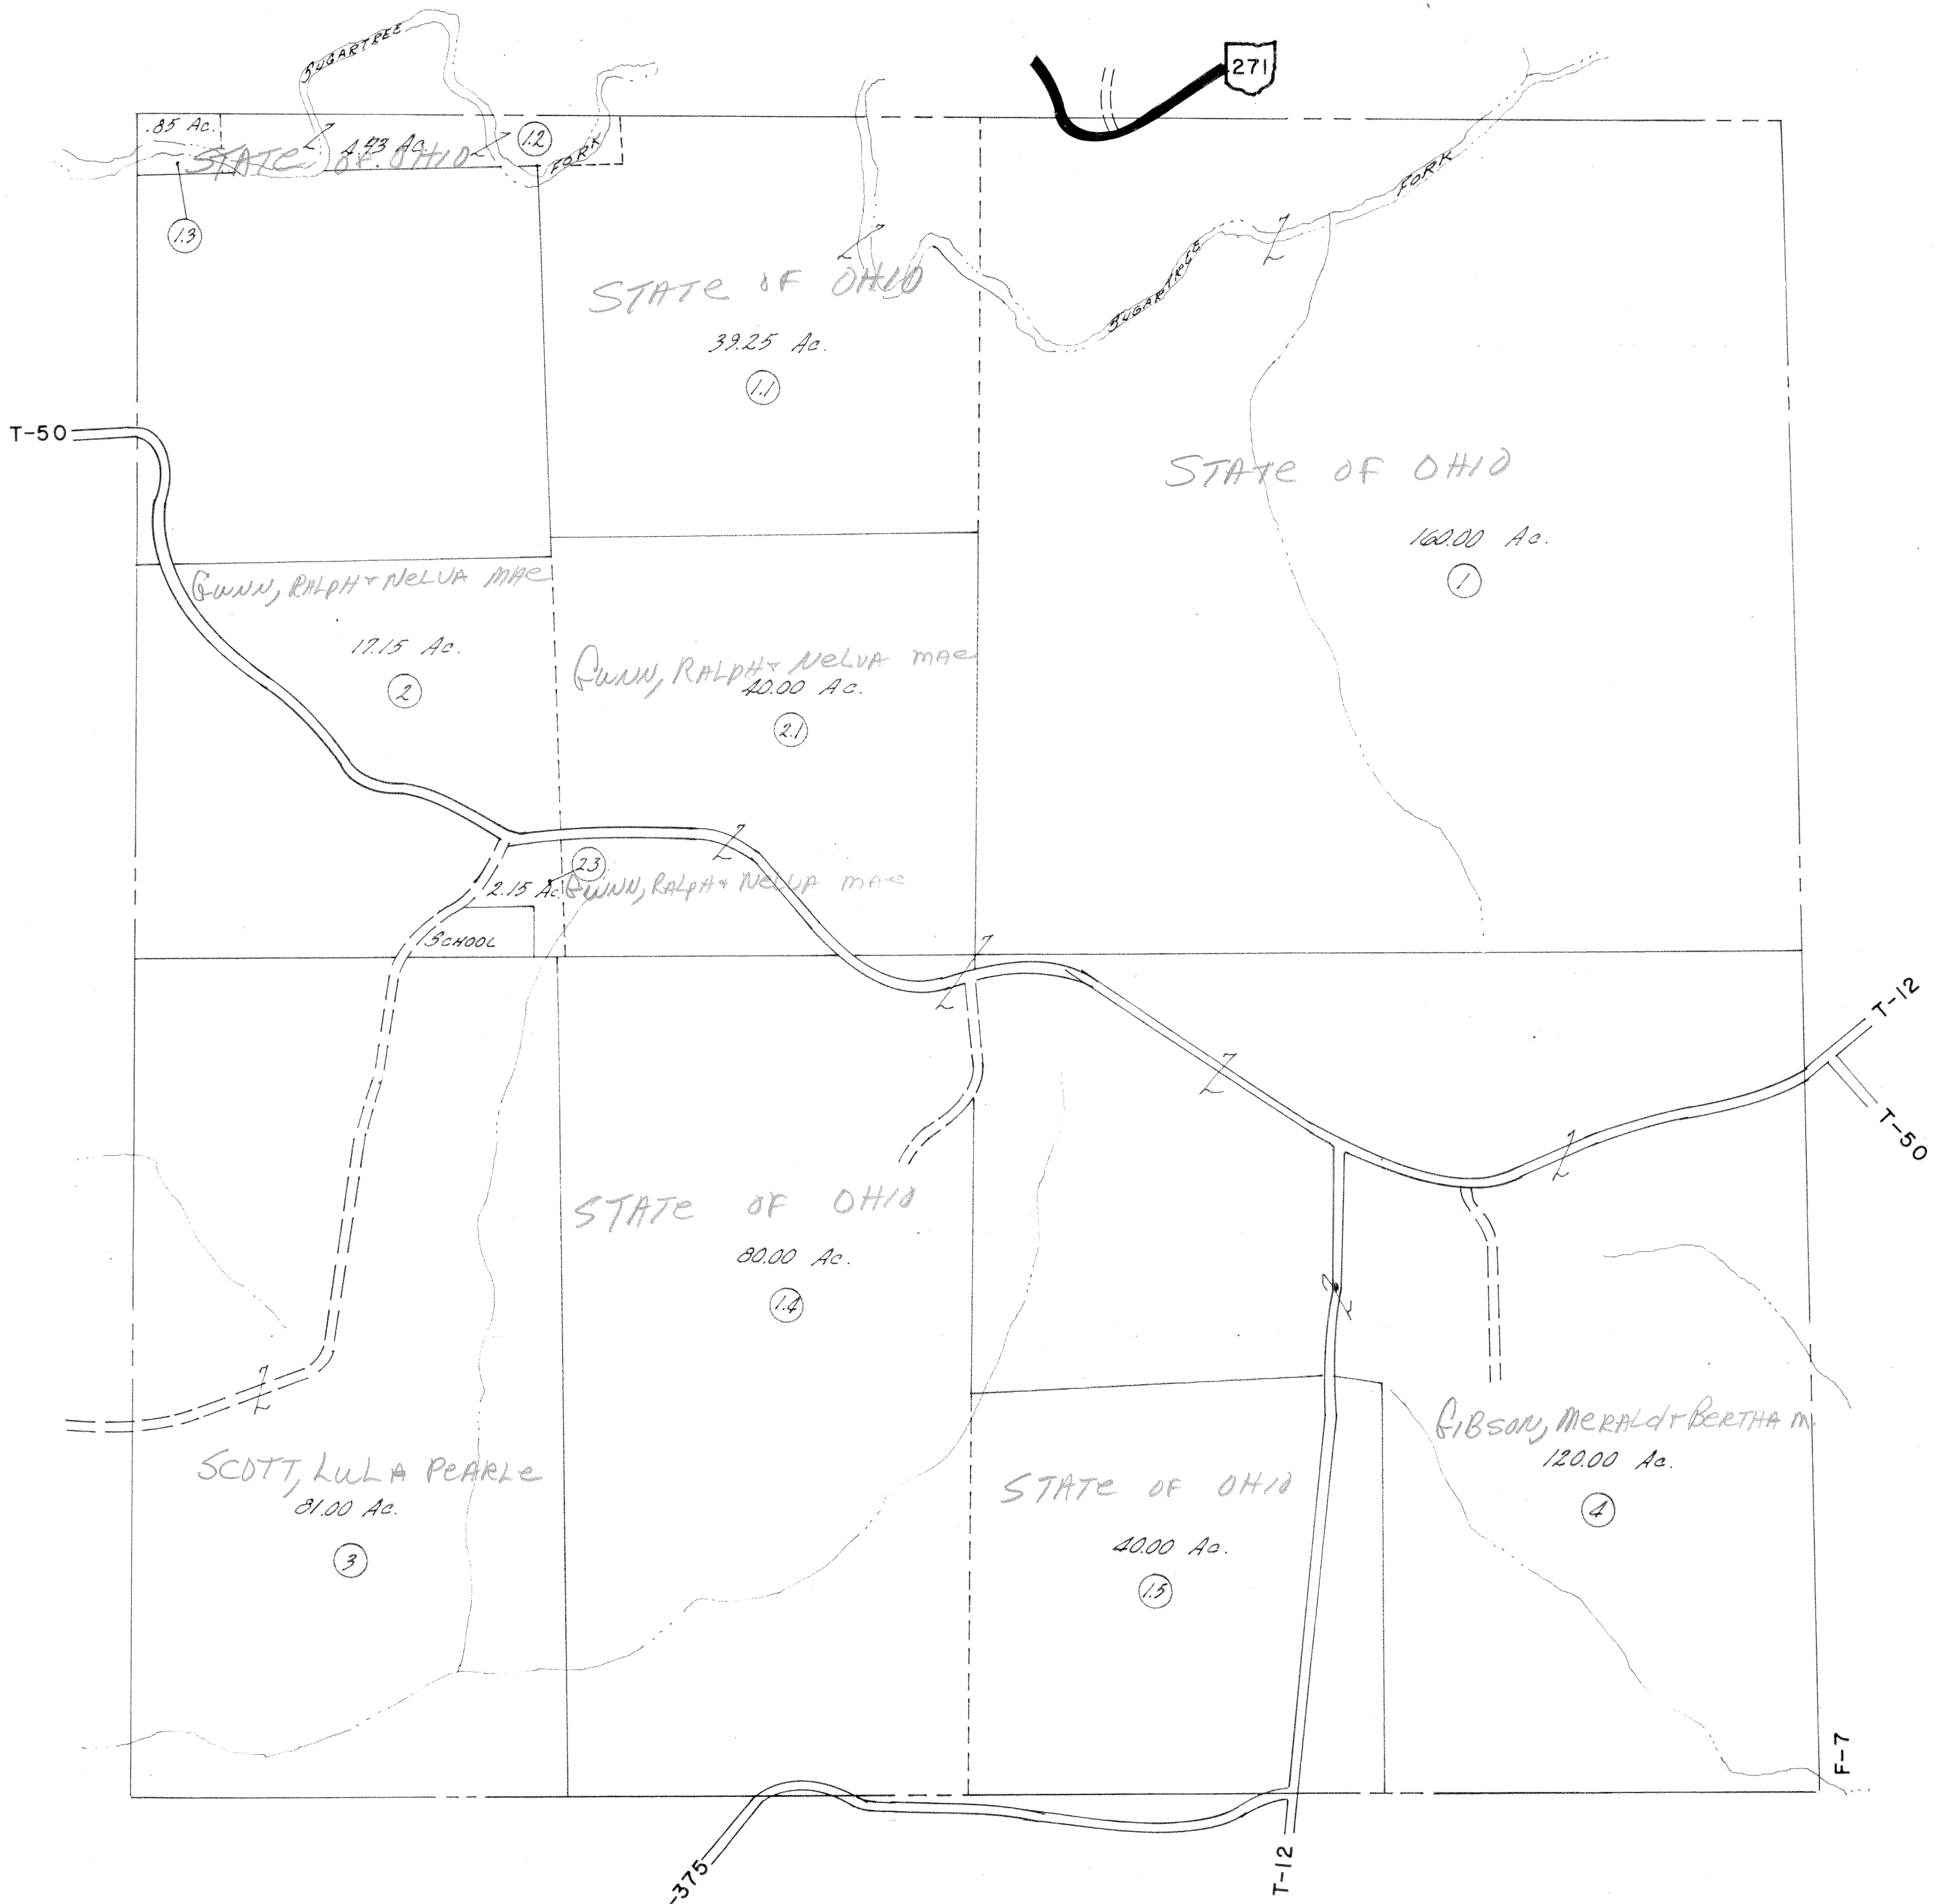 SUGARTREE
271
.85 Ac.
4.43 Ac.
1.2
FORK
STATE OF OHIO
FORK
1.3
SUGARTREE
STATE OF OHIO
39.25 Ac.
1.1
T-50
STATE OF OHIO
160.00 Ac.
1
GUNN, RALPH + NELVA MAE
17.15 Ac.
2
GUNN, RALPH + NELVA MAE
40.00 Ac.
2.1
23
2.15 Ac.
GUNN, RALPH + NELVA MAE
SCHOOL
T-12
T-50
STATE OF OHIO
80.00 Ac.
1.4
GIBSON, MERALD + BERTHA M
120.00 Ac.
4
SCOTT, LULA PEARLE
81.00 Ac.
3
STATE OF OHIO
40.00 Ac.
1.5
F-7
-375
T-12